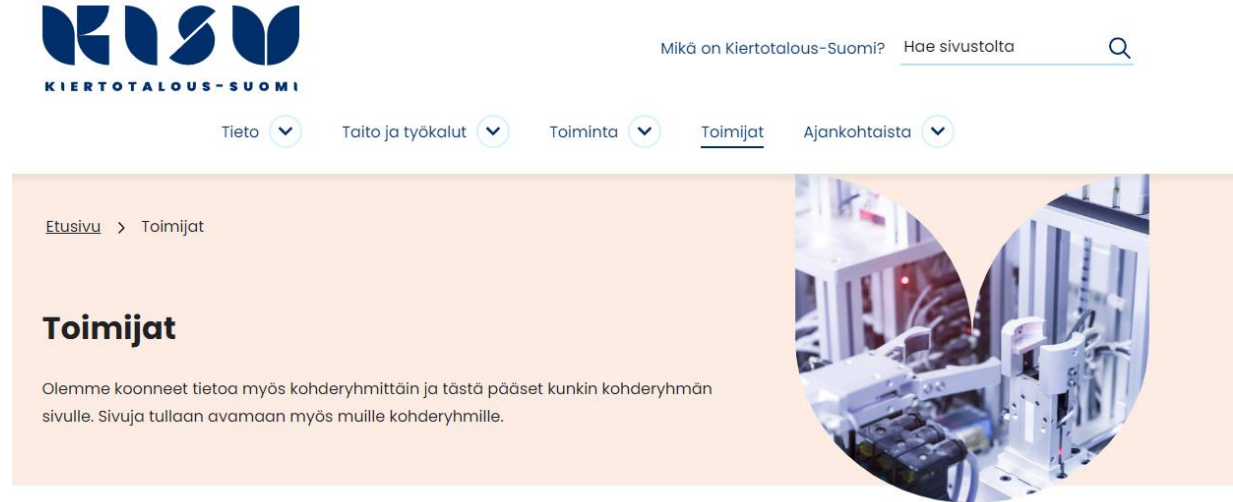 KISU
KIERTOTALOUS-SUOMI
Mikä on Kiertotalous-Suomi? Hae sivustolta
Tieto Taito ja työkalut Toiminta Toimijat Ajankohtaista
Etusivu > Toimijat
Toimijat
Olemme koonneet tietoa myös kohderyhmittäin ja tästä pääset kunkin kohderyhmän
sivulle. Sivuja tullaan avamaan myös muille kohderyhmille.